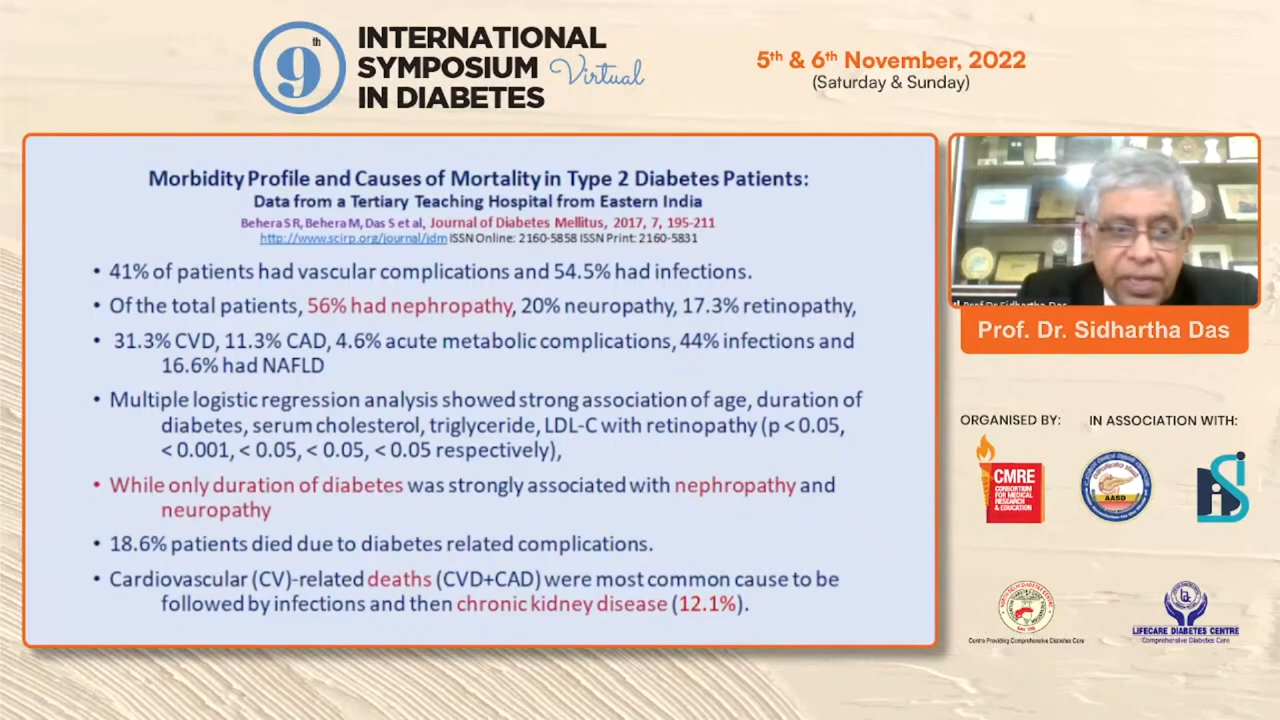 9th
INTERNATIONAL
SYMPOSIUM Virtual
IN DIABETES
5th & 6th November, 2022
(Saturday & Sunday)
Morbidity Profile and Causes of Mortality in Type 2 Diabetes Patients:
Data from a Tertiary Teaching Hospital from Eastern India
Behera S R, Behera M, Das S et al, Journal of Diabetes Mellitus, 2017, 7, 195-211
http://www.scirp.org/journal/jdm ISSN Online: 2160-5858 ISSN Print: 2160-5831
• 41% of patients had vascular complications and 54.5% had infections.
• Of the total patients, 56% had nephropathy, 20% neuropathy, 17.3% retinopathy,
• 31.3% CVD, 11.3% CAD, 4.6% acute metabolic complications, 44% infections and
16.6% had NAFLD
• Multiple logistic regression analysis showed strong association of age, duration of
diabetes, serum cholesterol, triglyceride, LDL-C with retinopathy (p < 0.05,
< 0.001, < 0.05, < 0.05, < 0.05 respectively),
• While only duration of diabetes was strongly associated with nephropathy and
neuropathy
• 18.6% patients died due to diabetes related complications.
• Cardiovascular (CV)-related deaths (CVD+CAD) were most common cause to be
followed by infections and then chronic kidney disease (12.1%).
Prof Dr Sidhartha Das
Prof. Dr. Sidhartha Das
ORGANISED BY:
IN ASSOCIATION WITH:
CMRE
CONSORTIUM
FOR MEDICAL
RESEARCH
& EDUCATION
AASD
Centre Providing Comprehensive Diabetes Care
LIFECARE DIABETES CENTRE
Comprehensive Diabetes Care